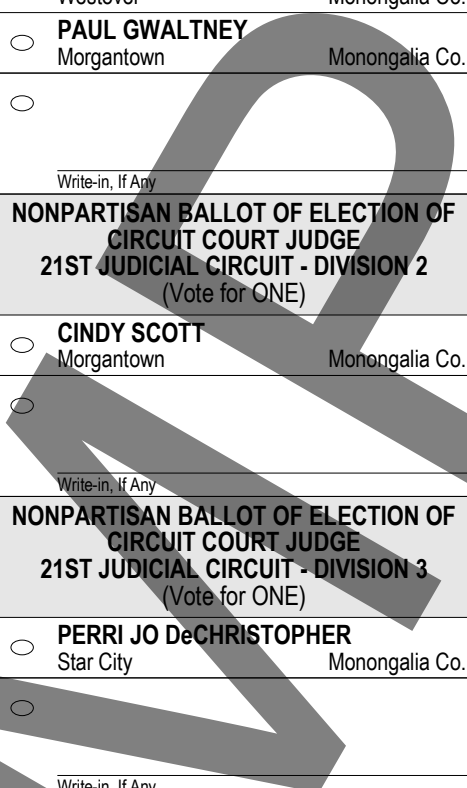 Westover Monongalia Co.
PAUL GWALTNEY
Morgantown Monongalia Co.
Write-in, If Any
NONPARTISAN BALLOT OF ELECTION OF
CIRCUIT COURT JUDGE
21ST JUDICIAL CIRCUIT - DIVISION 2
(Vote for ONE)
CINDY SCOTT
Morgantown Monongalia Co.
Write-in, If Any
NONPARTISAN BALLOT OF ELECTION OF
CIRCUIT COURT JUDGE
21ST JUDICIAL CIRCUIT - DIVISION 3
(Vote for ONE)
PERRI JO DeCHRISTOPHER
Star City Monongalia Co.
Write-in, If Any